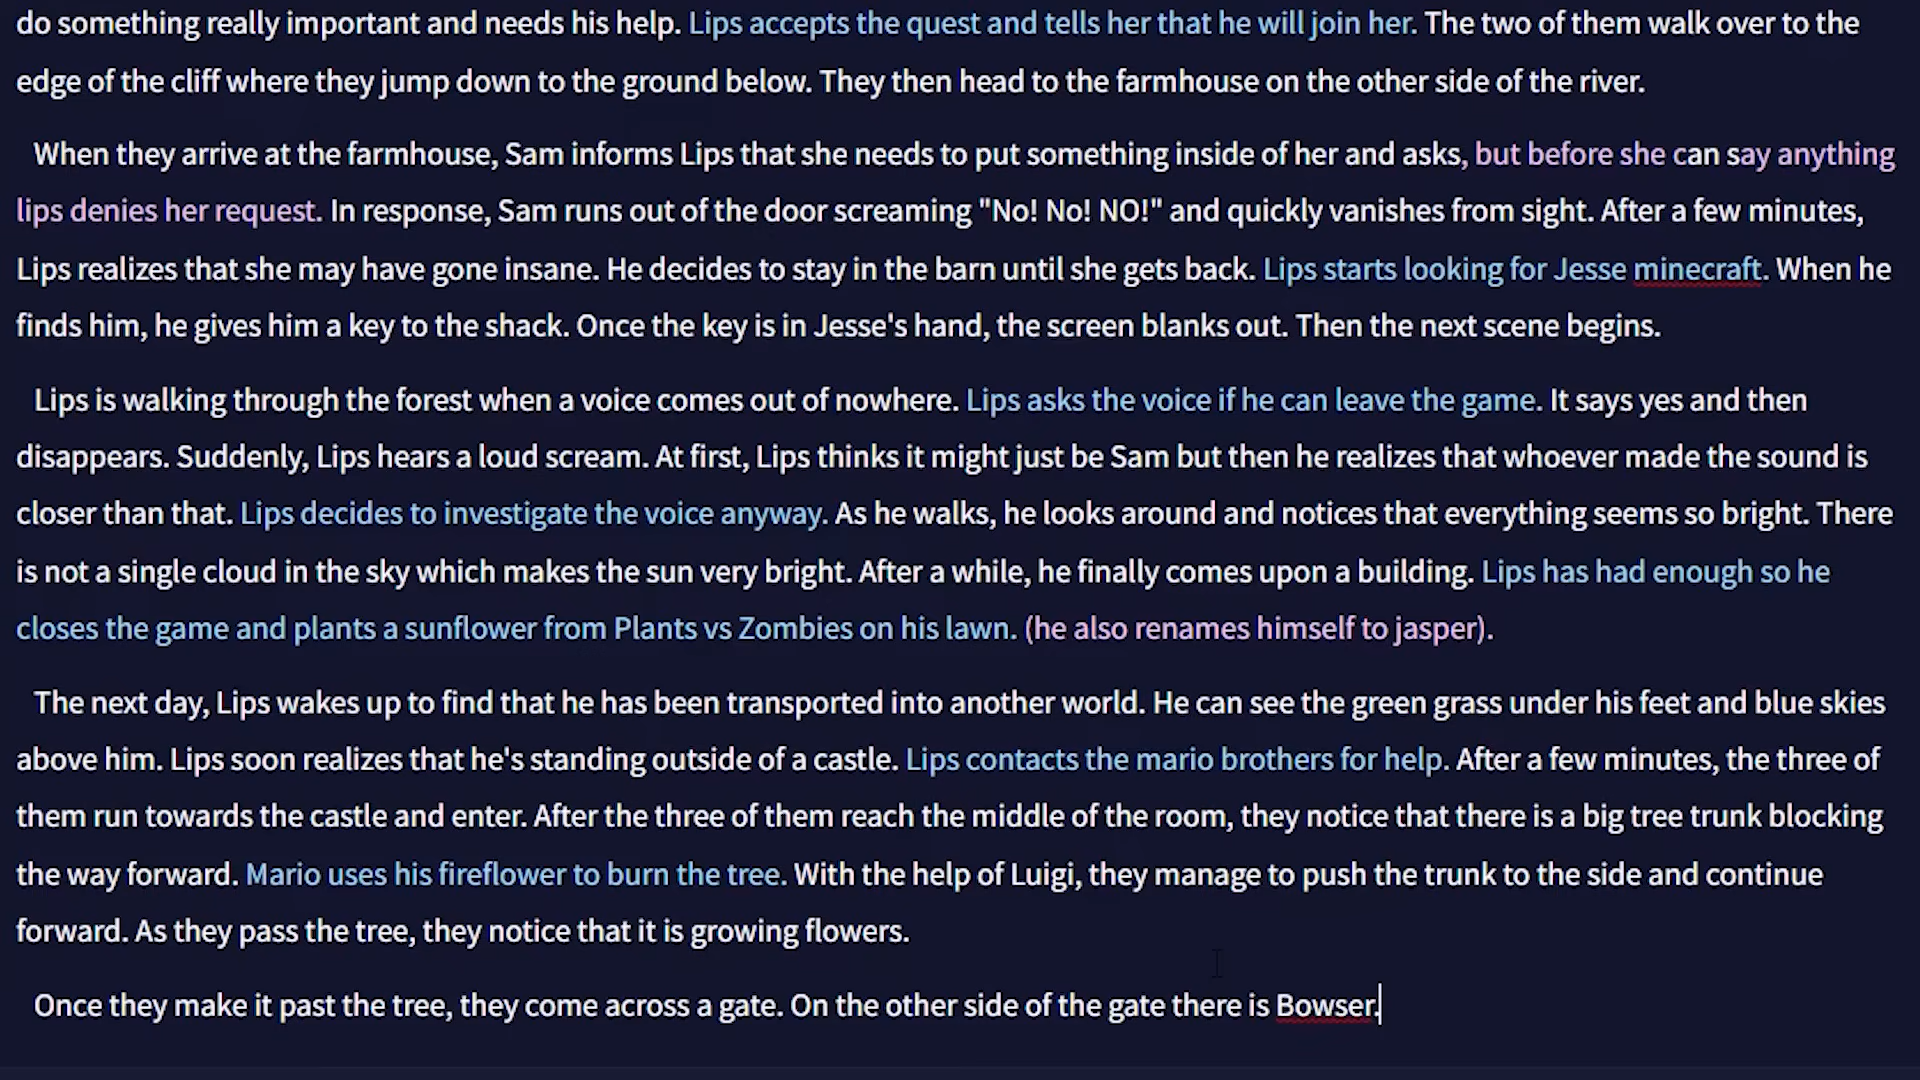 do something really important and needs his help. Lips accepts the quest and tells her that he will join her. The two of them walk over to the
edge of the cliff where they jump down to the ground below. They then head to the farmhouse on the other side of the river.
When they arrive at the farmhouse, Sam informs Lips that she needs to put something inside of her and asks, but before she can say anything
lips denies her request. In response, Sam runs out of the door screaming "No! No! NO!" and quickly vanishes from sight. After a few minutes,
Lips realizes that she may have gone insane. He decides to stay in the barn until she gets back. Lips starts looking for Jesse minecraft. When he
finds him, he gives him a key to the shack. Once the key is in Jesse's hand, the screen blanks out. Then the next scene begins.
Lips is walking through the forest when a voice comes out of nowhere. Lips asks the voice if he can leave the game. It says yes and then
disappears. Suddenly, Lips hears a loud scream. At first, Lips thinks it might just be Sam but then he realizes that whoever made the sound is
closer than that. Lips decides to investigate the voice anyway. As he walks, he looks around and notices that everything seems so bright. There
is not a single cloud in the sky which makes the sun very bright. After a while, he finally comes upon a building. Lips has had enough so he
closes the game and plants a sunflower from Plants vs Zombies on his lawn. (he also renames himself to jasper).
The next day, Lips wakes up to find that he has been transported into another world. He can see the green grass under his feet and blue skies
above him. Lips soon realizes that he's standing outside of a castle. Lips contacts the mario brothers for help. After a few minutes, the three of
them run towards the castle and enter. After the three of them reach the middle of the room, they notice that there is a big tree trunk blocking
the way forward. Mario uses his fireflower to burn the tree. With the help of Luigi, they manage to push the trunk to the side and continue
forward. As they pass the tree, they notice that it is growing flowers.
Once they make it past the tree, they come across a gate. On the other side of the gate there is Bowser.